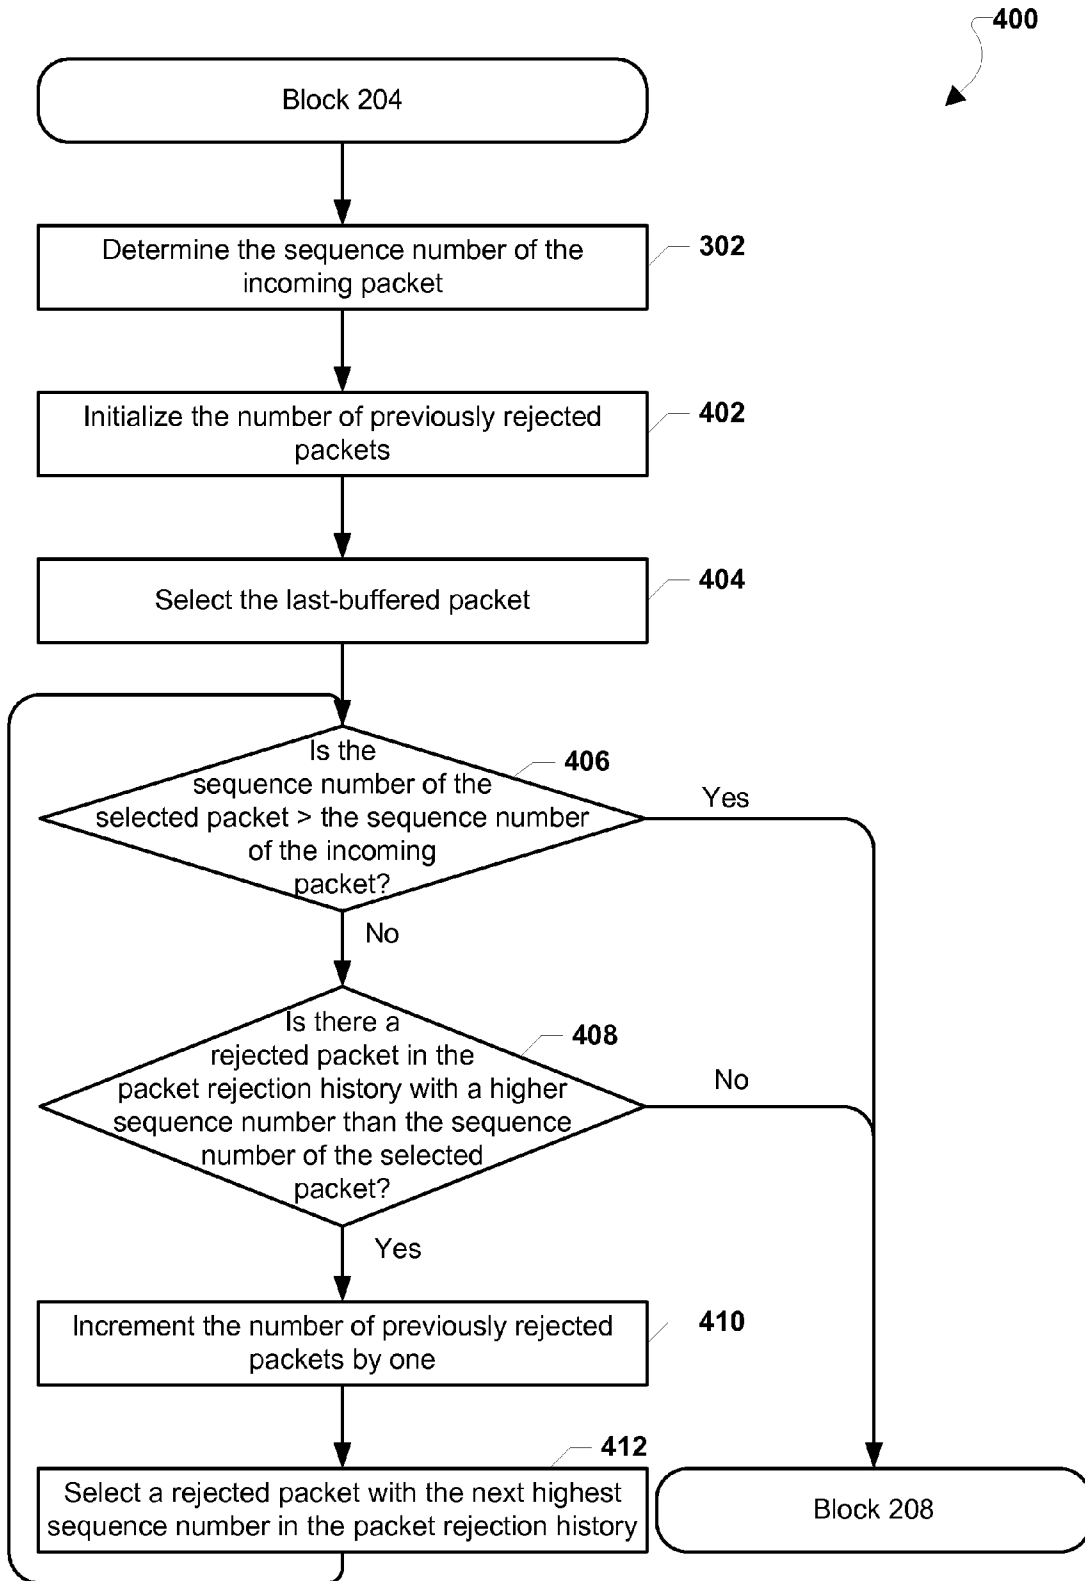 400
Block 204
Determine the sequence number of the
incoming packet
302
Initialize the number of previously rejected
packets
402
Select the last-buffered packet
404
Is the
sequence number of the
selected packet > the sequence number
of the incoming
packet?
406
Yes
No
Is there a
rejected packet in the
packet rejection history with a higher
sequence number than the sequence
number of the selected
packet?
408
No
Yes
Increment the number of previously rejected
packets by one
410
412
Select a rejected packet with the next highest
sequence number in the packet rejection history
Block 208